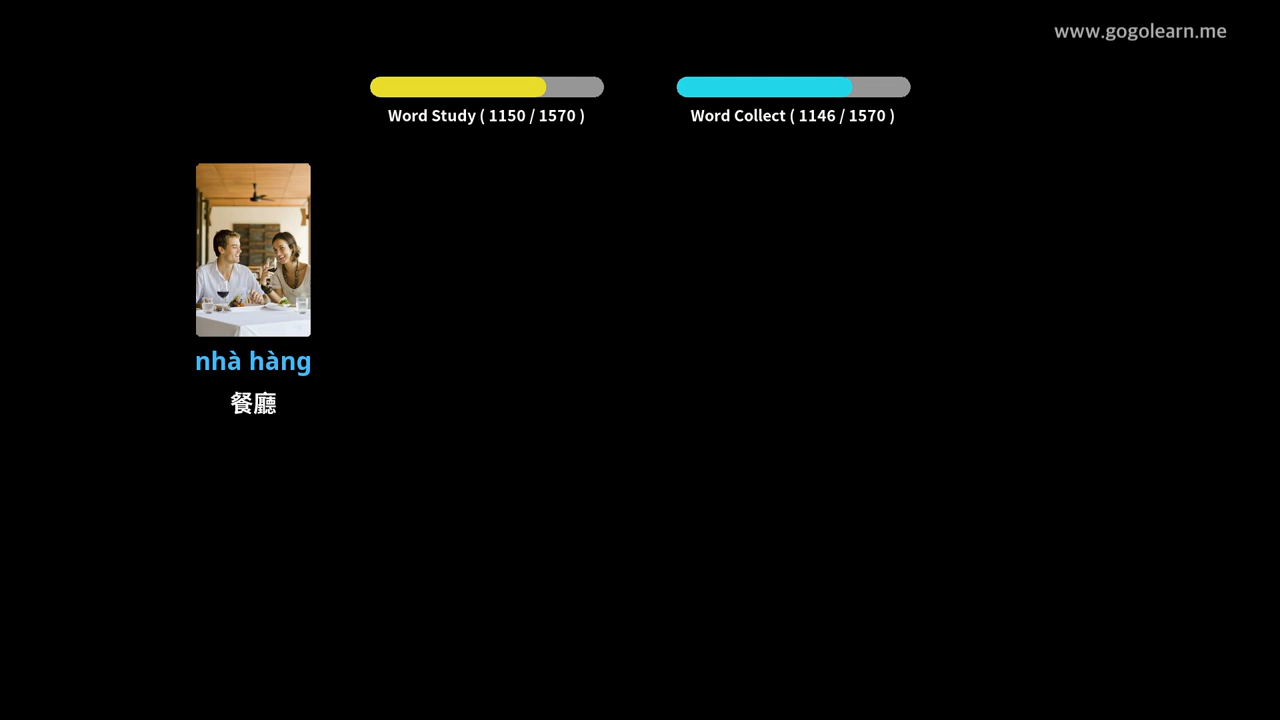 www.gogolearn.me
Word Study ( 1150 / 1570 )
Word Collect ( 1146 / 1570 )
nhà hàng
餐廳